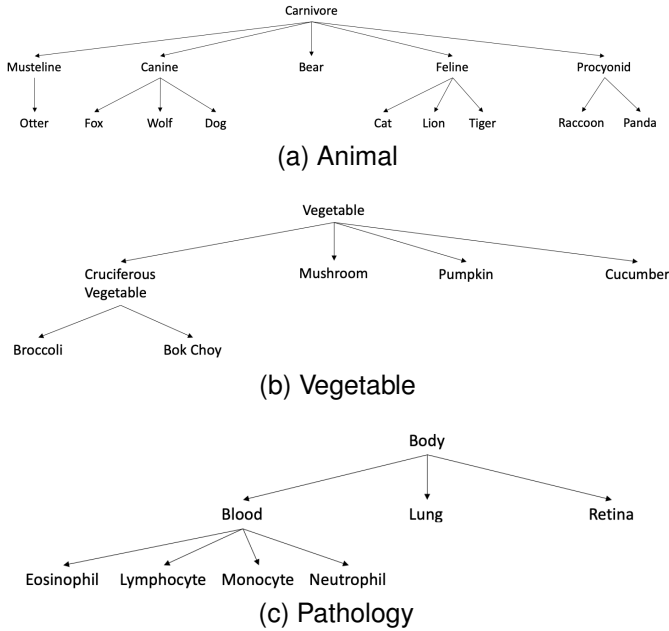 Carnivore
Musteline Canine Bear Feline Procyonid
Otter Fox Wolf Dog Cat Lion Tiger Raccoon Panda
(a) Animal
Vegetable
Cruciferous Mushroom Pumpkin Cucumber
Vegetable
Broccoli Bok Choy
(b) Vegetable
Body
Blood Lung Retina
Eosinophil Lymphocyte Monocyte Neutrophil
(c) Pathology